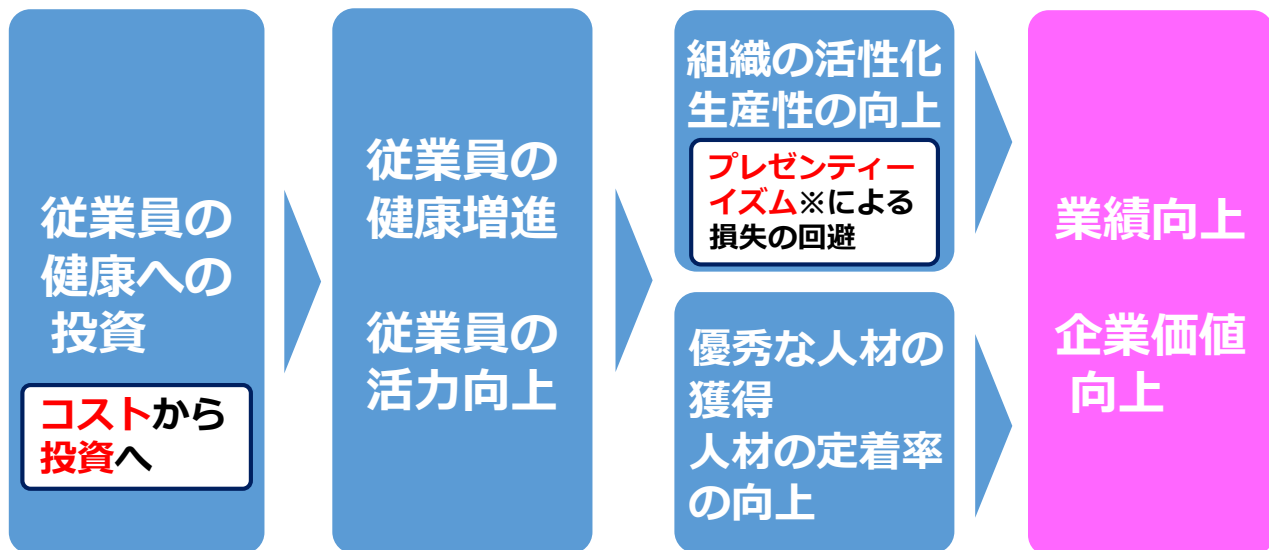 従業員の
健康への
投資
コストから
投資へ
従業員の
健康増進
従業員の
活力向上
組織の活性化
生産性の向上
プレゼンティー
イズム※による
損失の回避
優秀な人材の
獲得
人材の定着率
の向上
業績向上
企業価値
向上